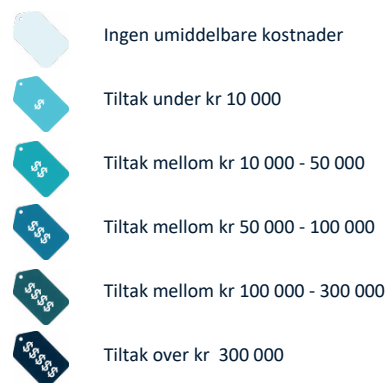 Ingen umiddelbare kostnader
$
Tiltak under kr 10 000
$$
Tiltak mellom kr 10 000 - 50 000
$$$
Tiltak mellom kr 50 000 - 100 000
$$$$
Tiltak mellom kr 100 000 - 300 000
$$$$$
Tiltak over kr  300 000